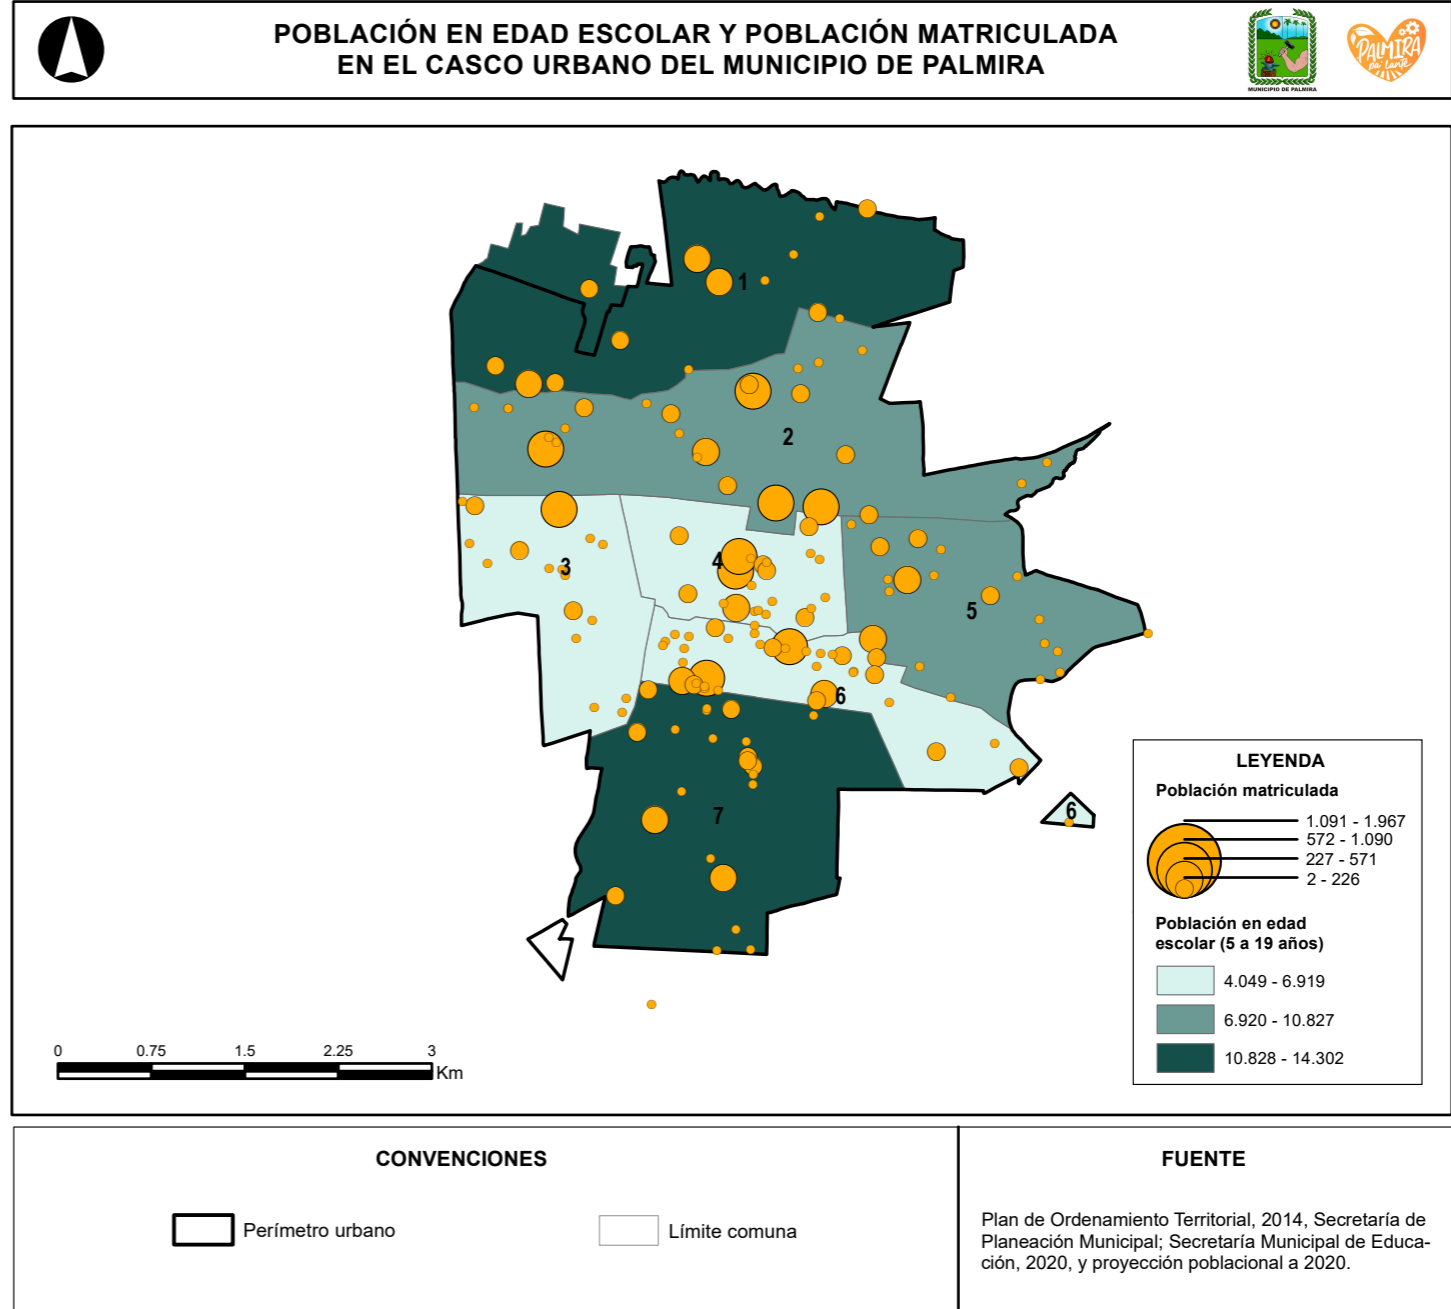 POBLACIÓN EN EDAD ESCOLAR Y POBLACIÓN MATRICULADA
EN EL CASCO URBANO DEL MUNICIPIO DE PALMIRA
MUNICIPIO DE PALMIRA
PALMIRA
pa' lante
1
2
3
4
5
6
7
6
LEYENDA
Población matriculada
1.091 - 1.967
572 - 1.090
227 - 571
2 - 226
Población en edad
escolar (5 a 19 años)
4.049 - 6.919
6.920 - 10.827
10.828 - 14.302
0 0.75 1.5 2.25 3
Km
CONVENCIONES
Perímetro urbano
Límite comuna
FUENTE
Plan de Ordenamiento Territorial, 2014, Secretaría de
Planeación Municipal; Secretaría Municipal de Educa-
ción, 2020, y proyección poblacional a 2020.